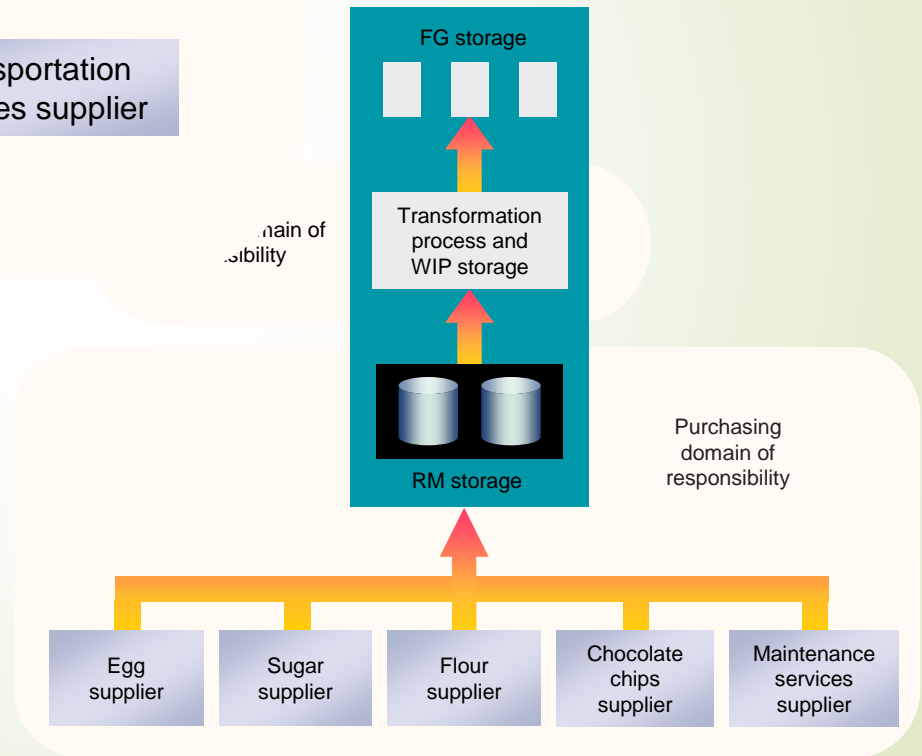 FG storage
sportation
es supplier
Transformation
process and
WIP storage
main of
sibility
Purchasing
domain of
responsibility
RM storage
Egg
supplier
Sugar
supplier
Flour
supplier
Chocolate
chips
supplier
Maintenance
services
supplier